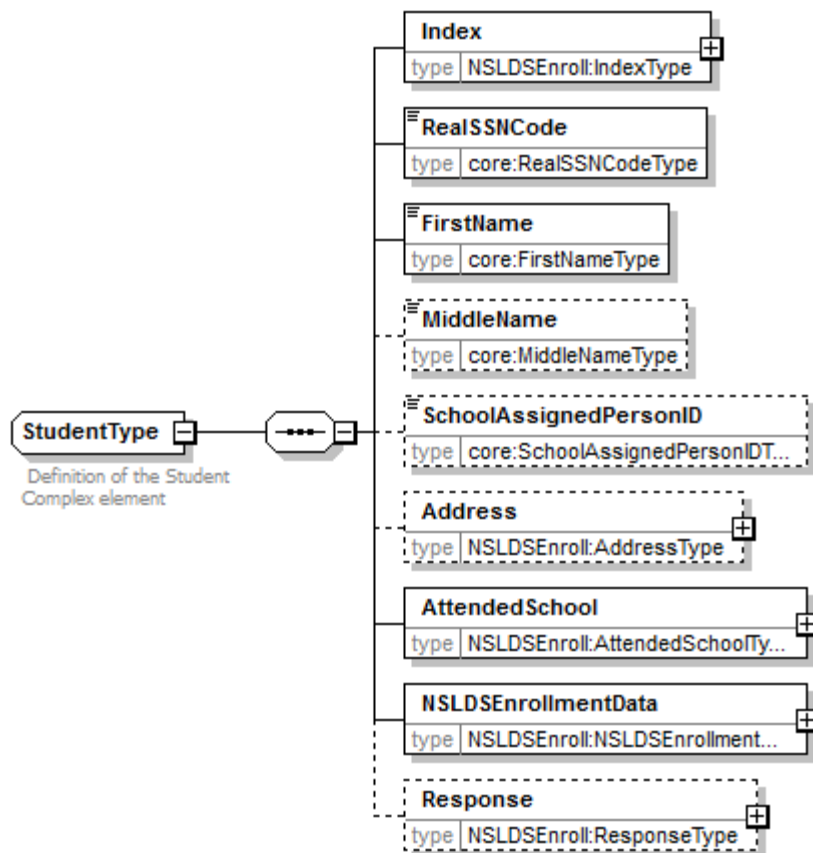 Index
type NSLDSEnroll:IndexType
RealSSNCode
type core:RealSSNCodeType
FirstName
type core:FirstNameType
MiddleName
type core:MiddleNameType
SchoolAssignedPersonID
type core:SchoolAssignedPersonIDT...
StudentType
Definition of the Student
Complex element
Address
type NSLDSEnroll:AddressType
AttendedSchool
type NSLDSEnroll:AttendedSchoolTy...
NSLDSEnrollmentData
type NSLDSEnroll:NSLDSEnrollment...
Response
type NSLDSEnroll:ResponseType